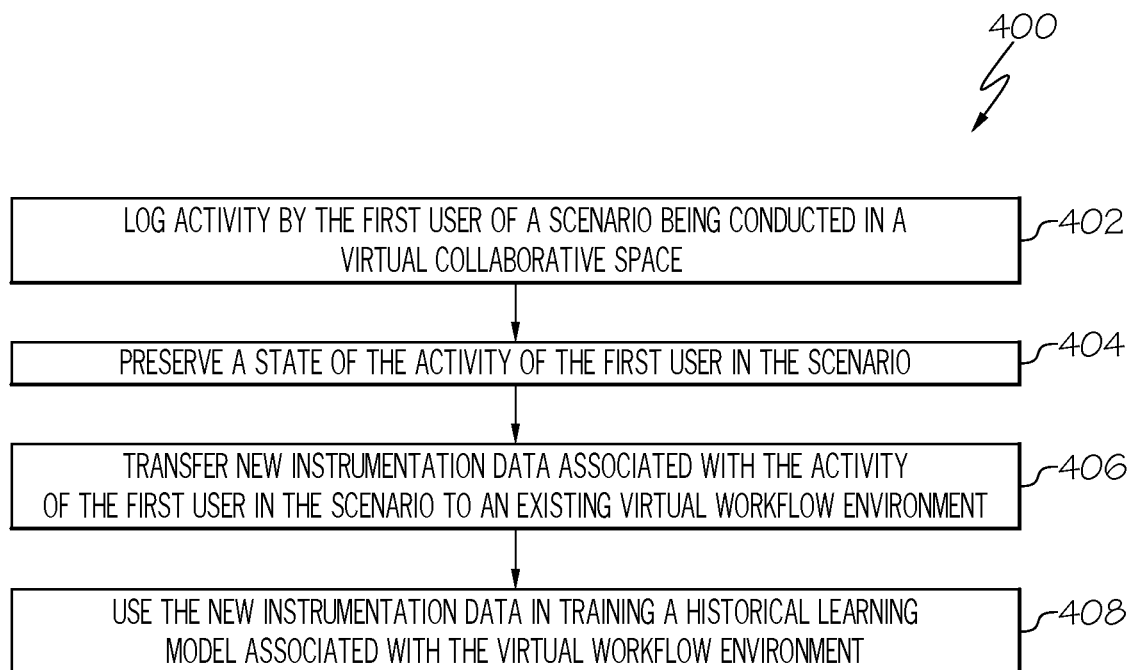 400
LOG ACTIVITY BY THE FIRST USER OF A SCENARIO BEING CONDUCTED IN A
VIRTUAL COLLABORATIVE SPACE
402
PRESERVE A STATE OF THE ACTIVITY OF THE FIRST USER IN THE SCENARIO
404
TRANSFER NEW INSTRUMENTATION DATA ASSOCIATED WITH THE ACTIVITY
OF THE FIRST USER IN THE SCENARIO TO AN EXISTING VIRTUAL WORKFLOW ENVIRONMENT
406
USE THE NEW INSTRUMENTATION DATA IN TRAINING A HISTORICAL LEARNING
MODEL ASSOCIATED WITH THE VIRTUAL WORKFLOW ENVIRONMENT
408